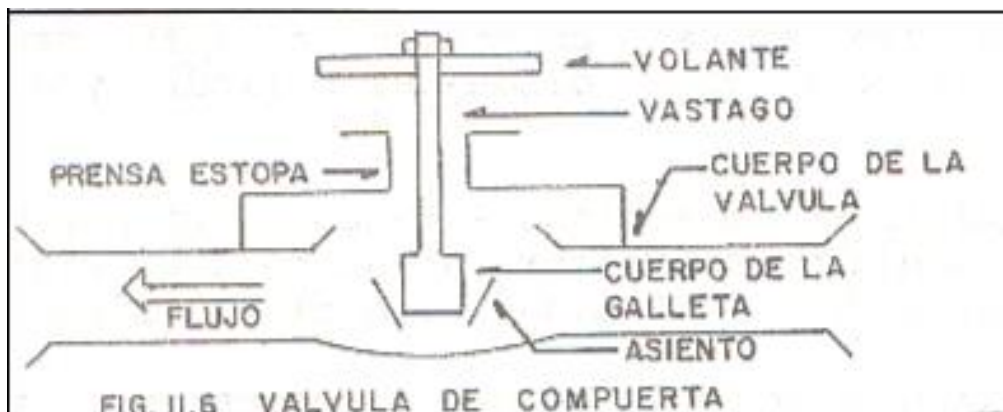 VOLANTE
VASTAGO
PRENSA ESTOPA
CUERPO DE LA
VALVULA
CUERPO DE LA
GALLETA
FLUJO
ASIENTO
FIG. II.6 VALVULA DE COMPUERTA